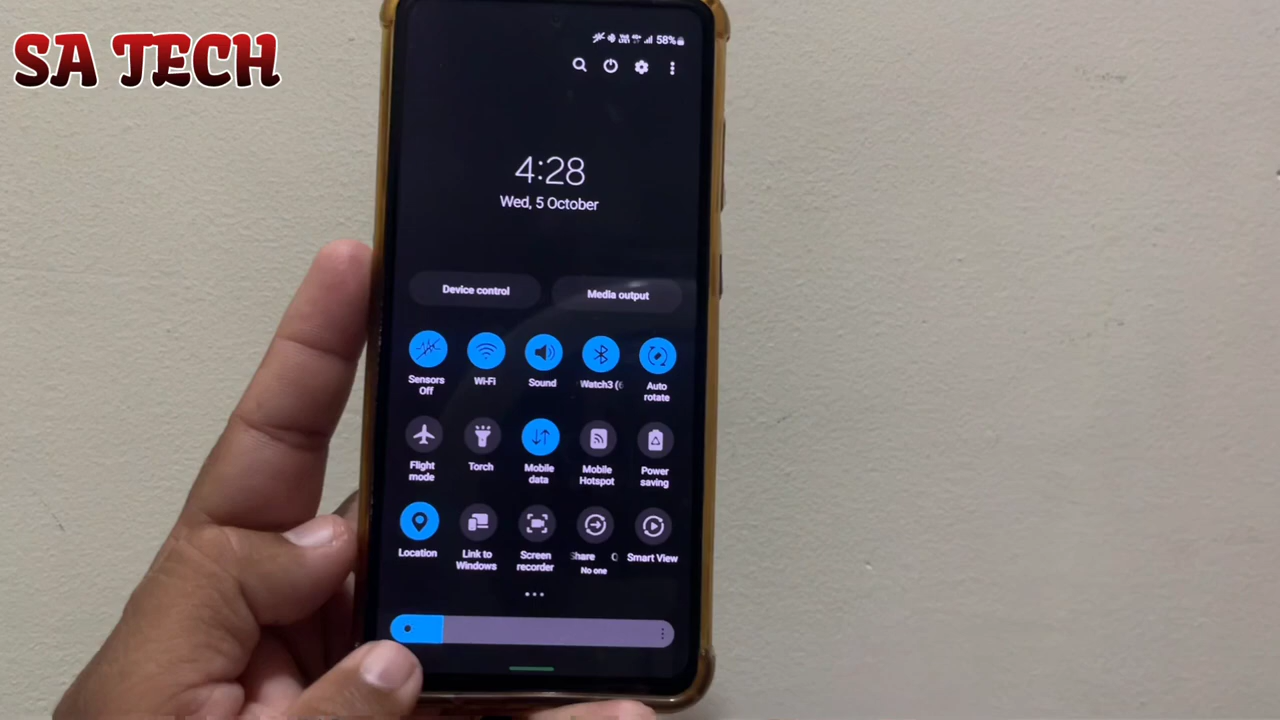 SA TECH
58%
4:28
Wed, 5 October
Device control
Media output
Sensors Off
Wi-Fi
Sound
Watch3 (6
Auto rotate
Flight mode
Torch
Mobile data
Mobile Hotspot
Power saving
Location
Link to Windows
Screen recorder
Share Q
No one
Smart View